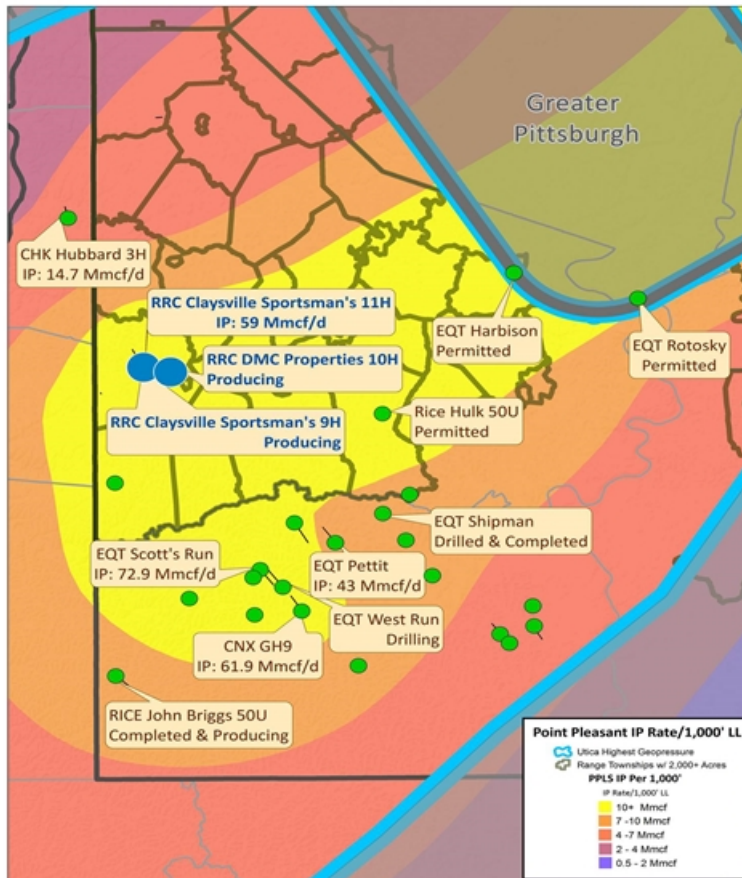 Greater
Pittsburgh
CHK Hubbard 3H
IP: 14.7 Mmcf/d
RRC Claysville Sportsman's 11H
IP: 59 Mmcf/d
EQT Harbison
Permitted
EQT Rotosky
Permitted
RRC DMC Properties 10H
Producing
RRC Claysville Sportsman's 9H
Producing
Rice Hulk 50U
Permitted
EQT Shipman
Drilled & Completed
EQT Scott's Run
IP: 72.9 Mmcf/d
EQT Pettit
IP: 43 Mmcf/d
EQT West Run
Drilling
CNX GH9
IP: 61.9 Mmcf/d
RICE John Briggs 50U
Completed & Producing
Point Pleasant IP Rate/1,000' LL
Utica Highest Geopressure
Range Townships w/ 2,000+ Acres
PPLS IP Per 1,000'
IP Rate/1,000' LL
10+ Mmcf
7 -10 Mmcf
4 -7 Mmcf
2 - 4 Mmcf
0.5 - 2 Mmcf